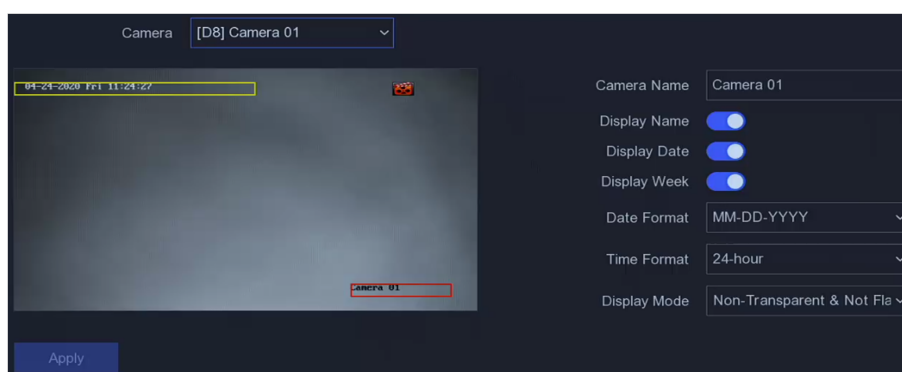 Camera [D8] Camera 01
04-24-2020 Fri 11:24:27
Camera Name Camera 01
Display Name
Display Date
Display Week
Date Format MM-DD-YYYY
Time Format 24-hour
Camera 01
Display Mode Non-Transparent & Not Fla
Apply